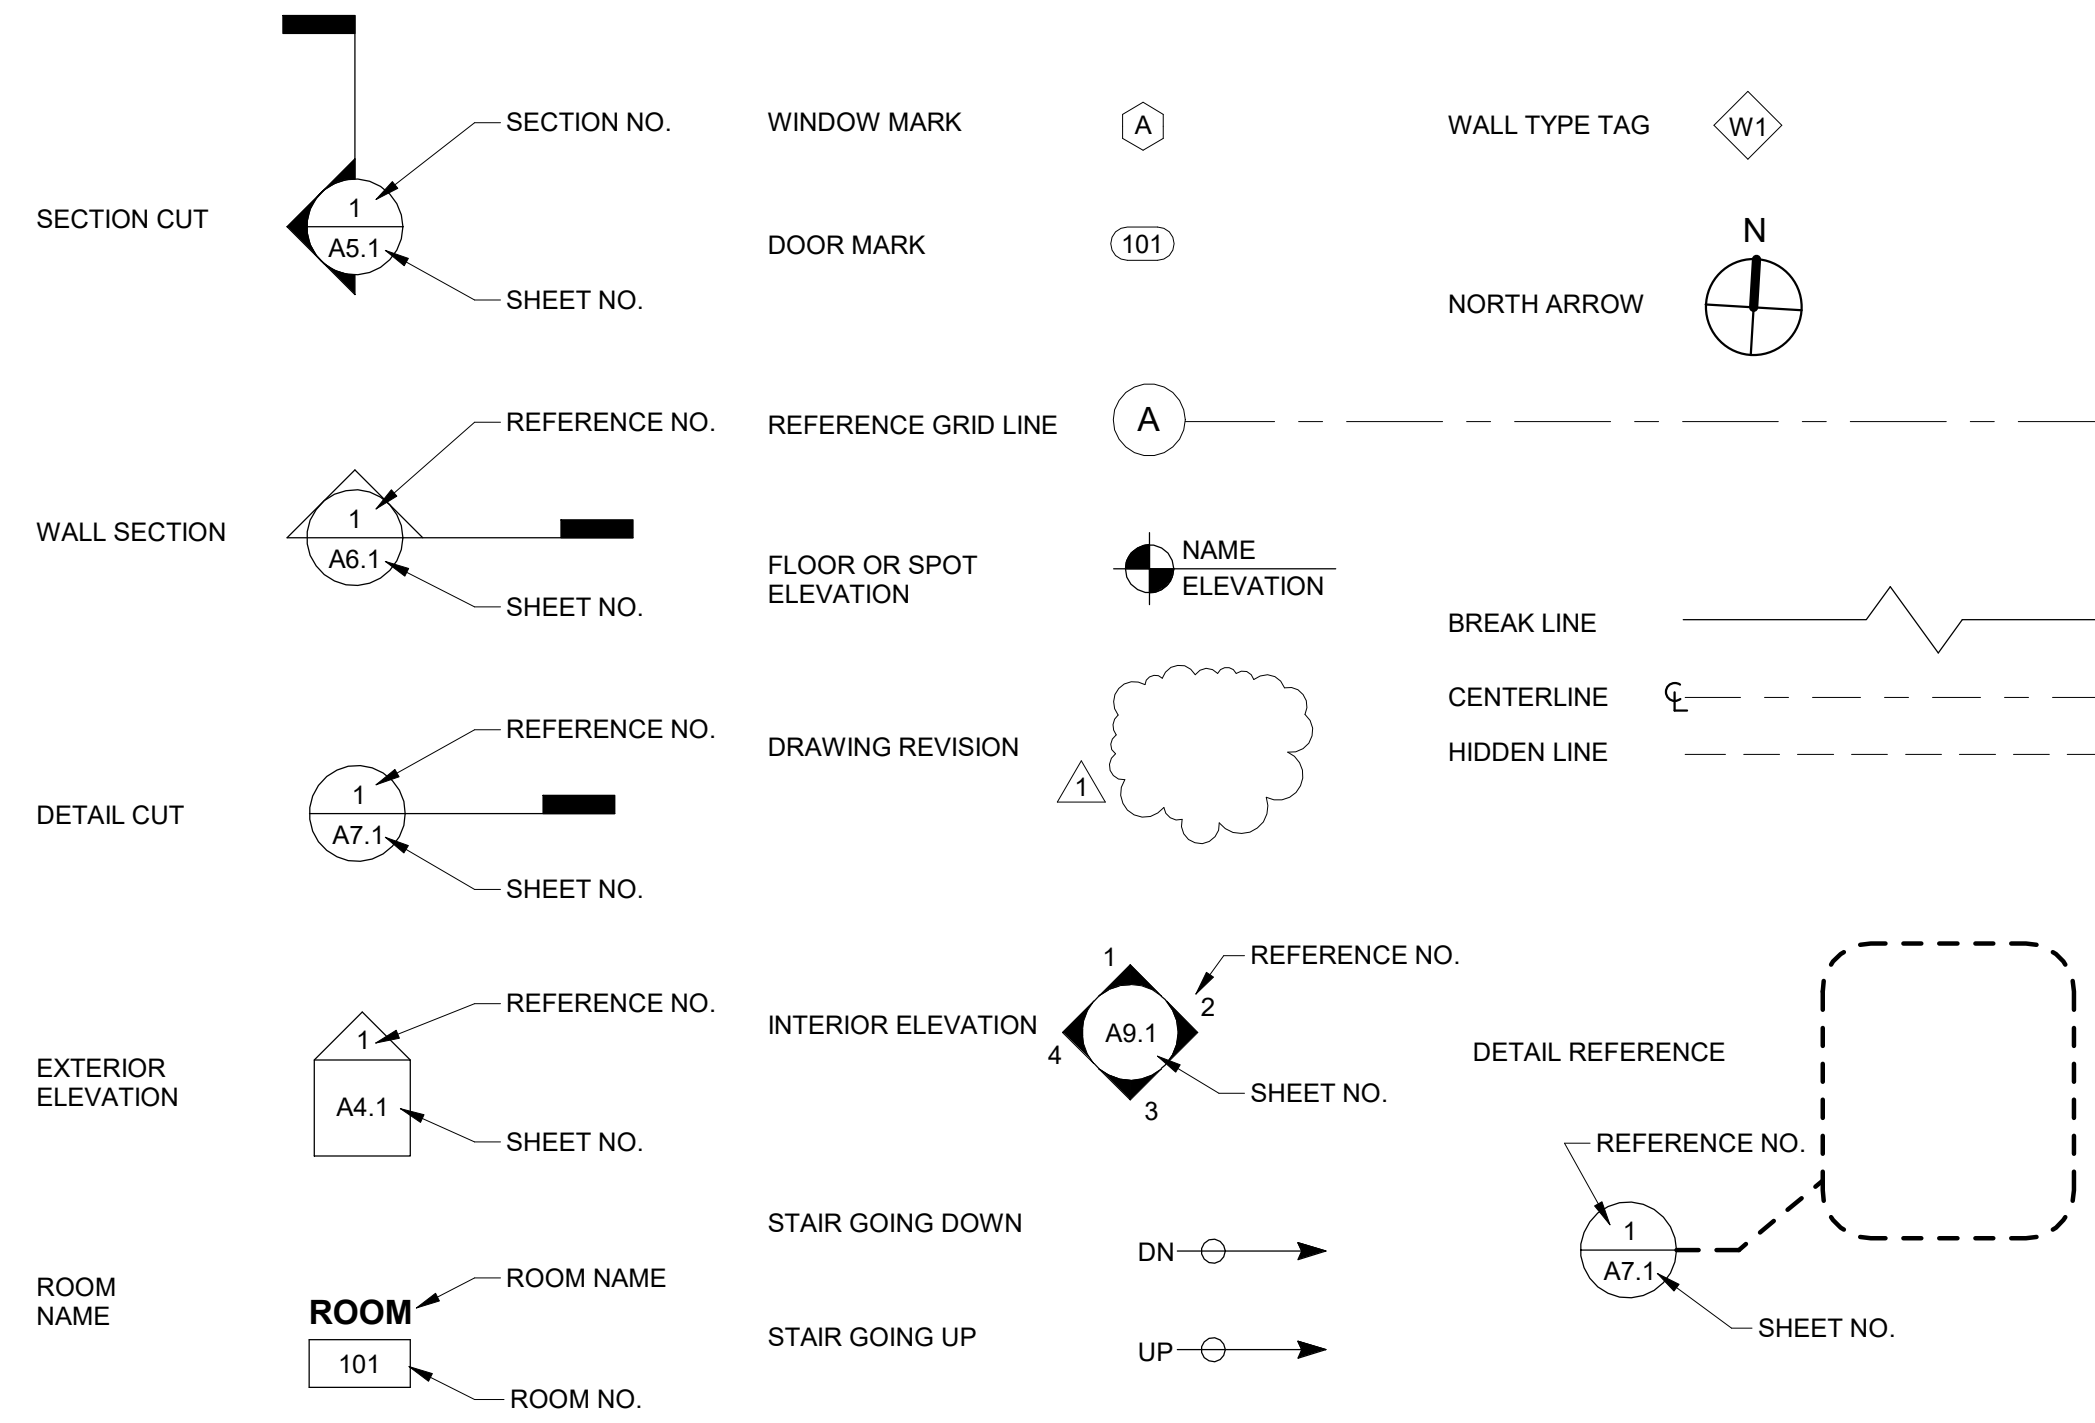 SECTION CUT
1
A5.1
SECTION NO.
SHEET NO.
WALL SECTION
1
A6.1
REFERENCE NO.
SHEET NO.
DETAIL CUT
1
A7.1
REFERENCE NO.
SHEET NO.
EXTERIOR
ELEVATION
1
A4.1
REFERENCE NO.
SHEET NO.
ROOM
NAME
ROOM
101
ROOM NAME
ROOM NO.
WINDOW MARK
A
DOOR MARK
101
REFERENCE GRID LINE
A
FLOOR OR SPOT
ELEVATION
NAME
ELEVATION
DRAWING REVISION
1
INTERIOR ELEVATION
1
2
3
4
A9.1
REFERENCE NO.
SHEET NO.
STAIR GOING DOWN
DN
STAIR GOING UP
UP
WALL TYPE TAG
W1
NORTH ARROW
N
BREAK LINE
CENTERLINE
℄
HIDDEN LINE
DETAIL REFERENCE
REFERENCE NO.
1
A7.1
SHEET NO.